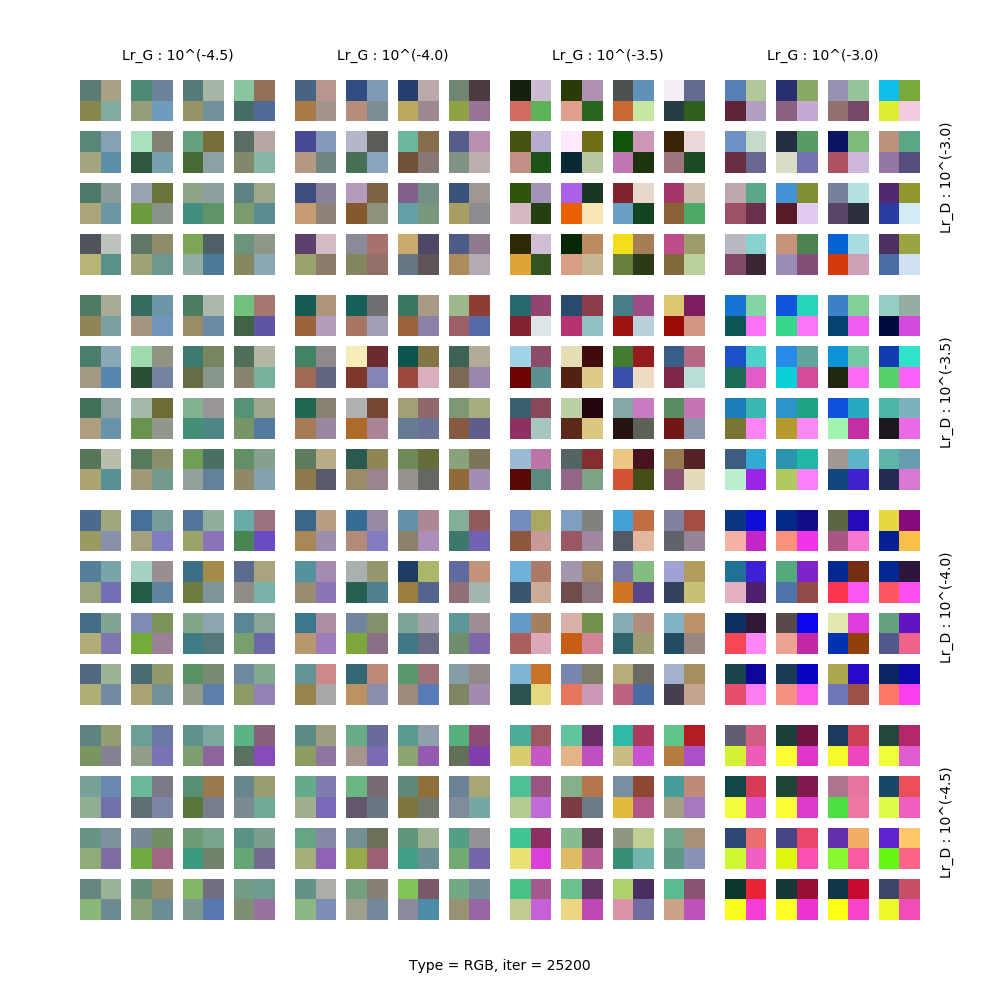 Lr_G : 10^(-4.5)
Lr_G : 10^(-4.0)
Lr_G : 10^(-3.5)
Lr_G : 10^(-3.0)
Lr_D : 10^(-3.0)
Lr_D : 10^(-3.5)
Lr_D : 10^(-4.0)
Lr_D : 10^(-4.5)
Type = RGB, iter = 25200